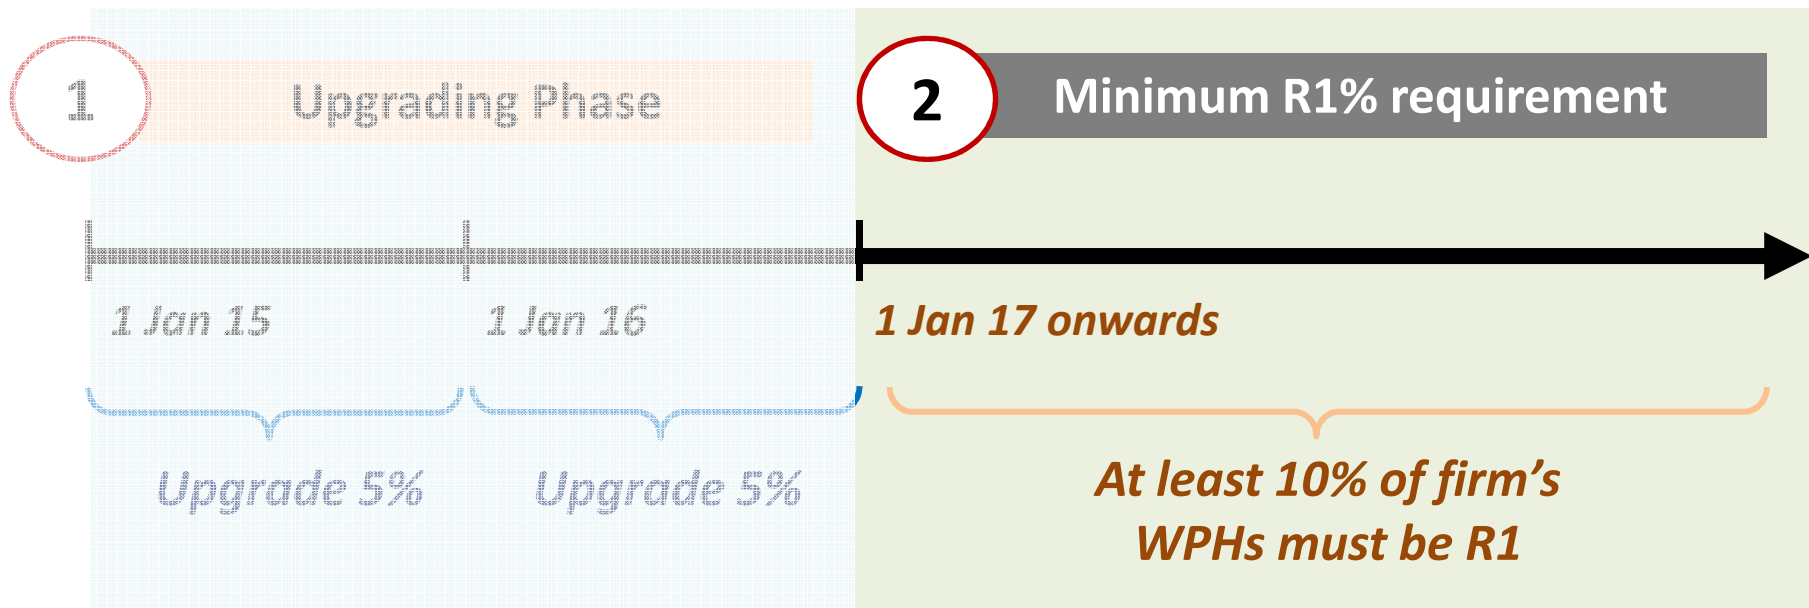 1
Upgrading Phase
2
Minimum R1% requirement
1 Jan 15
1 Jan 16
1 Jan 17 onwards
Upgrade 5%
Upgrade 5%
At least 10% of firm's
WPHs must be R1